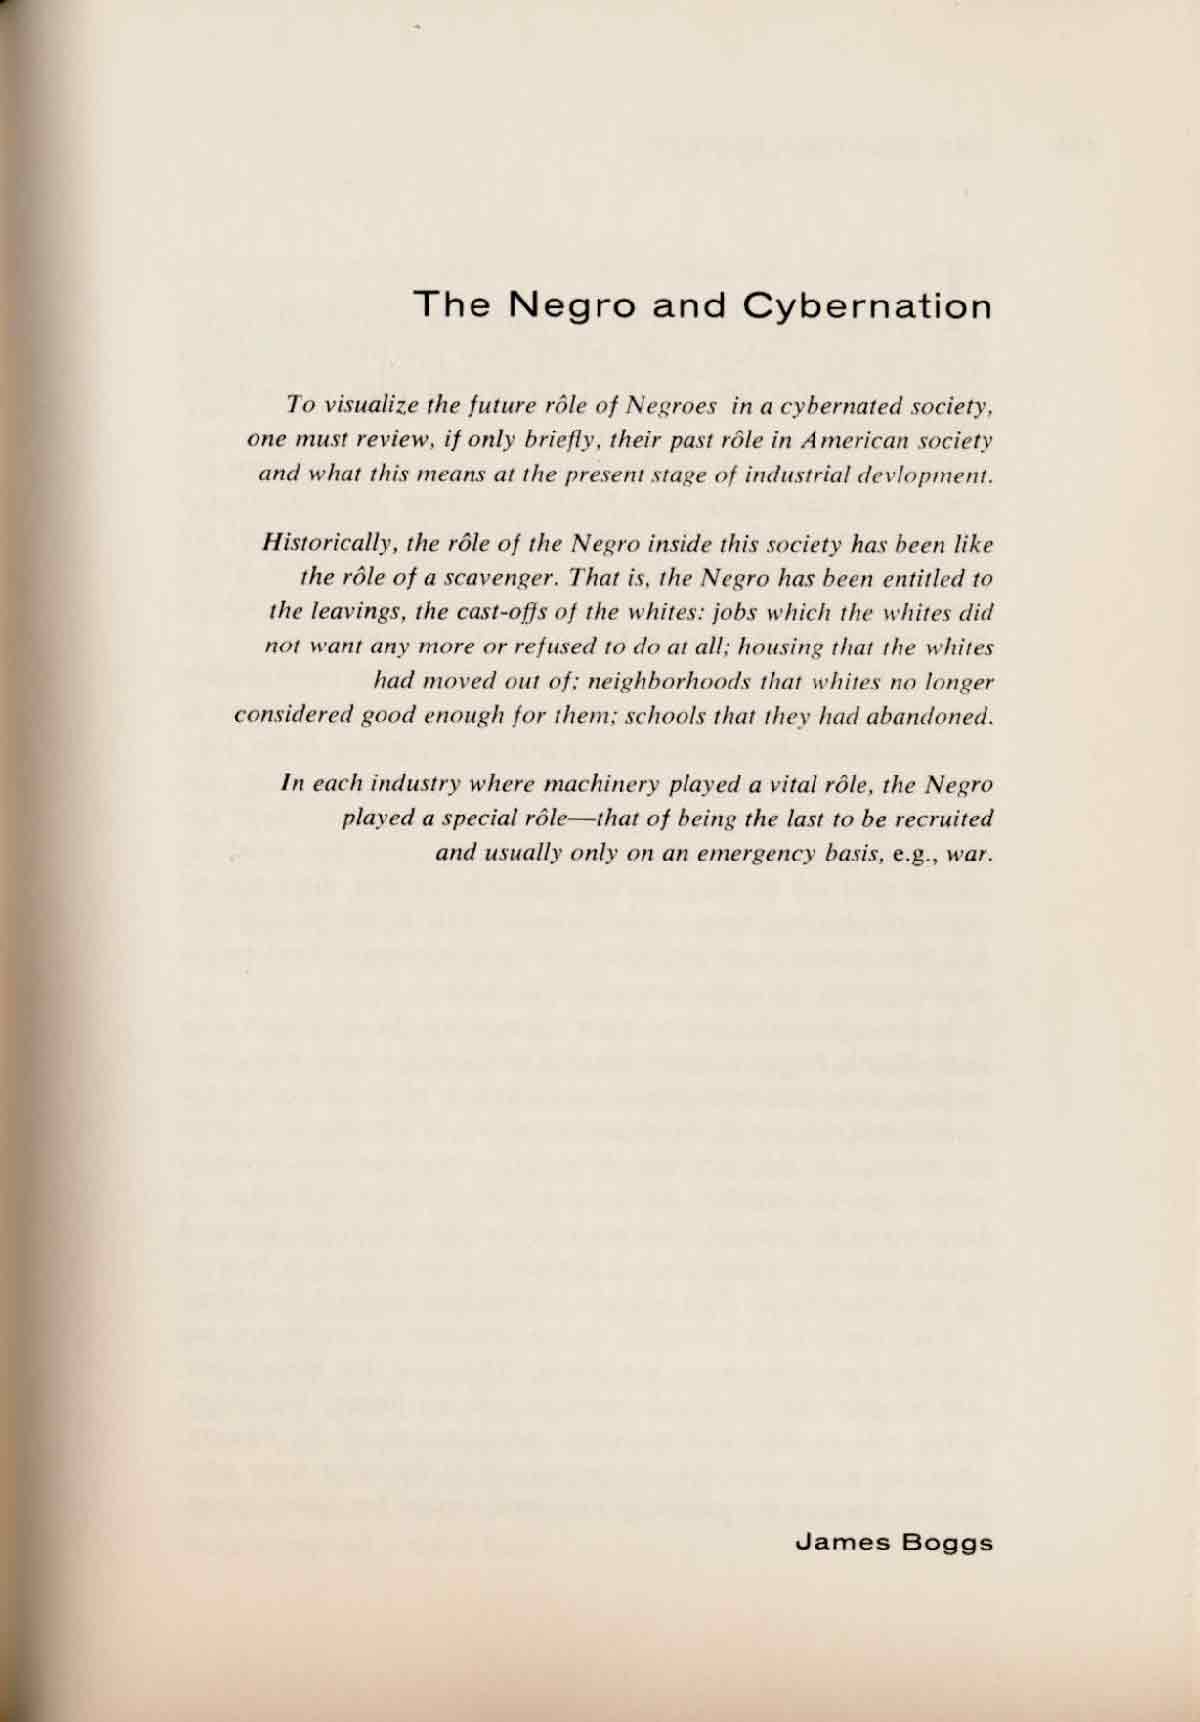 The Negro and Cybernation
To visualize the future rôle of Negroes in a cybernated society,
one must review, if only briefly, their past rôle in American society
and what this means at the present stage of industrial devlopment.
Historically, the rôle of the Negro inside this society has been like
the rôle of a scavenger. That is, the Negro has been entitled to
the leavings, the cast-offs of the whites: jobs which the whites did
not want any more or refused to do at all; housing that the whites
had moved out of; neighborhoods that whites no longer
considered good enough for them; schools that they had abandoned.
In each industry where machinery played a vital rôle, the Negro
played a special rôle—that of being the last to be recruited
and usually only on an emergency basis, e.g., war.
James Boggs